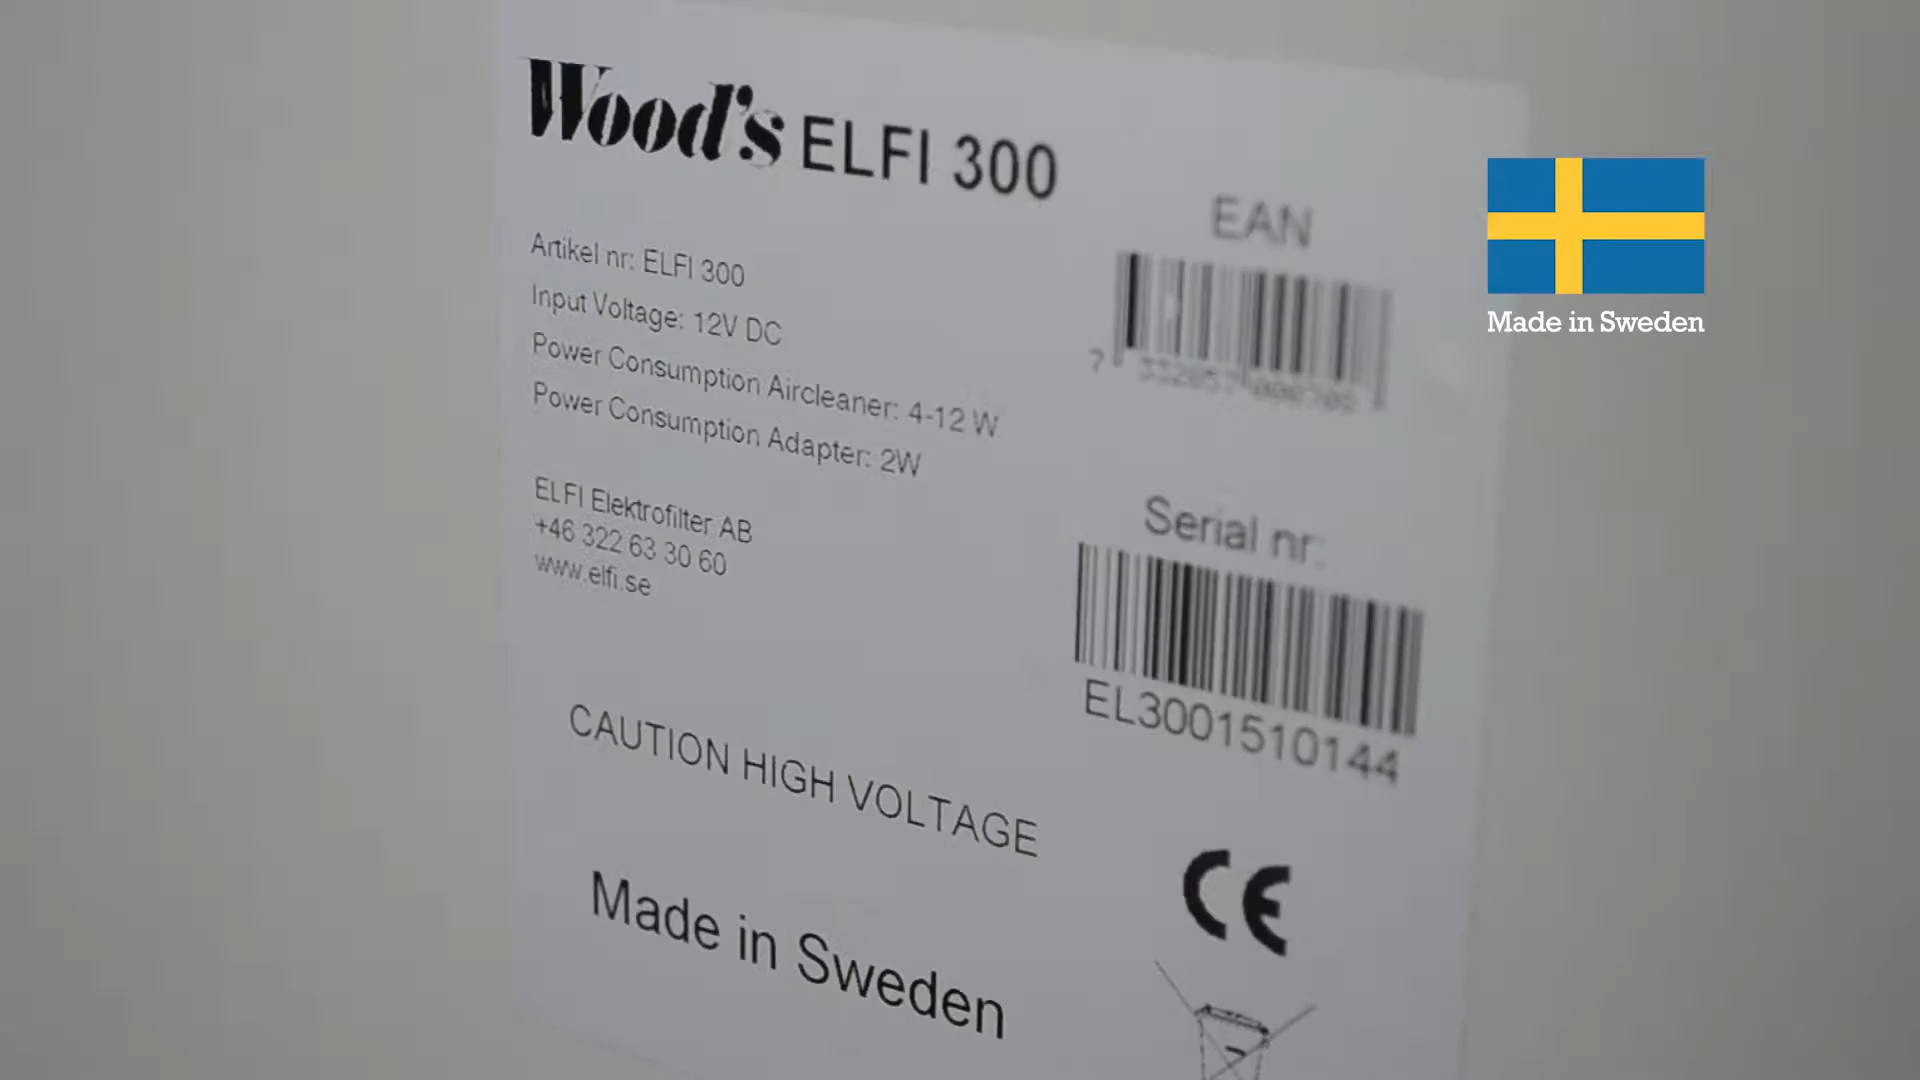 Wood's ELFI 300
Artikel nr: ELFI 300
Input Voltage: 12V DC
Power Consumption Aircleaner: 4-12 W
Power Consumption Adapter: 2W
ELFI Elektrofilter AB
+46 322 63 30 60
www.elfi.se
CAUTION HIGH VOLTAGE
Made in Sweden
EAN
Serial nr:
EL3001510144
CE
Made in Sweden